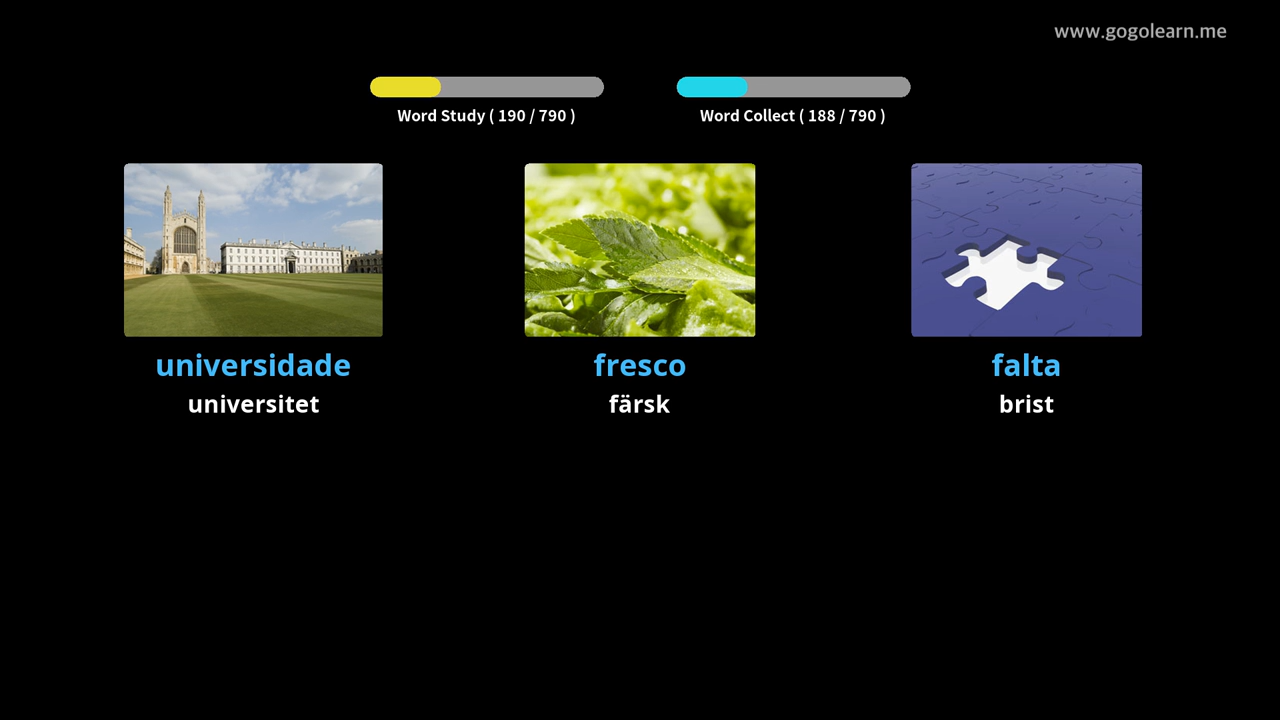 www.gogolearn.me
Word Study ( 190 / 790 )
Word Collect ( 188 / 790 )
universidade
universitet
fresco
färsk
falta
brist